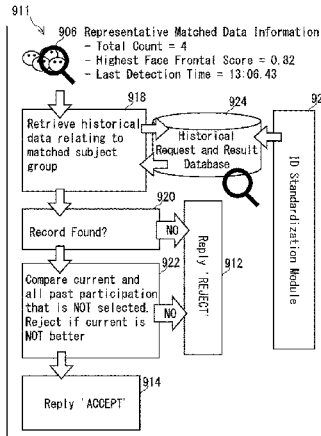 911
906 Representative Matched Data Information
- Total Count = 4
- Highest Face Frontal Score = 0.82
- Last Detection Time = 13:06.43
918
924
92
Retrieve historical
data relating to
matched subject
group
Historical
Request and Result
Database
ID Standardization Module
920
Record Found?
NO
912
Reply 'REJECT'
922
Compare current and
all past participation
that is NOT selected.
Reject if current is
NOT better
NO
914
Reply 'ACCEPT'